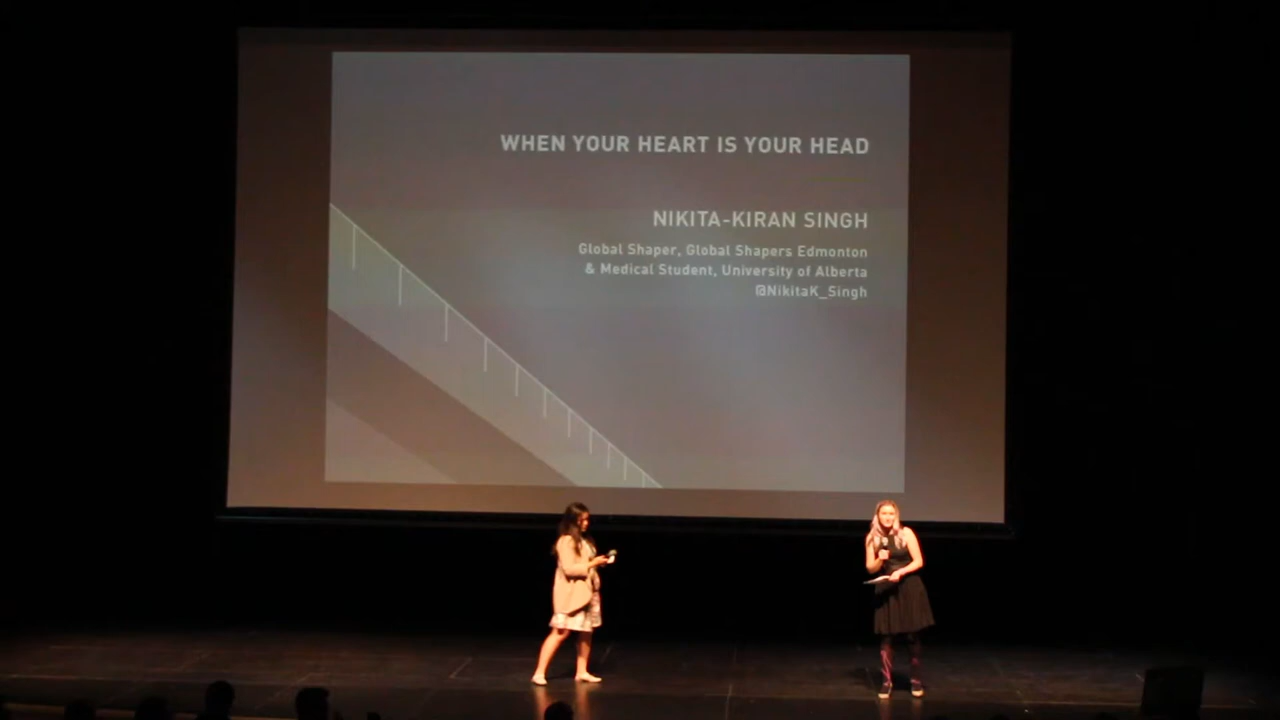 WHEN YOUR HEART IS YOUR HEAD
NIKITA-KIRAN SINGH
Global Shaper, Global Shapers Edmonton
& Medical Student, University of Alberta
@NikitaK_Singh